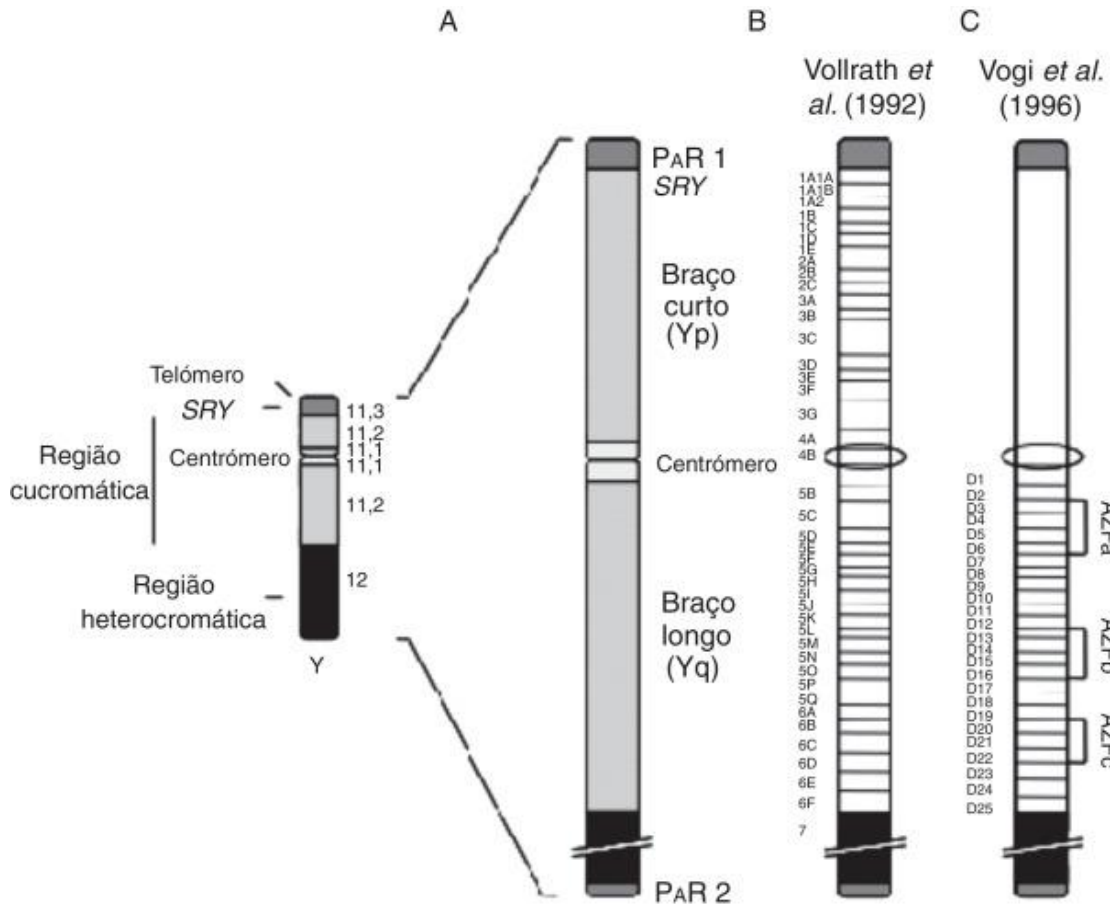 A
B
C
Vollrath et
al. (1992)
Vogi et al.
(1996)
Telómero
SRY
Região
cucromática
Centrómero
Região
heterocromática
11,3
11,2
11,1
11,1
11,2
12
Y
PAR 1
SRY
Braço
curto
(Yp)
Centrómero
Braço
longo
(Yq)
PAR 2
1A1A
1A1B
1A2
1B
1C
1D
1E
2A
2B
2C
3A
3B
3C
3D
3E
3F
3G
4A
4B
5B
5C
5D
5E
5F
5G
5H
5I
5J
5K
5L
5M
5N
5O
5P
5Q
6A
6B
6C
6D
6E
6F
7
D1
D2
D3
D4
D5
D6
D7
D8
D9
D10
D11
D12
D13
D14
D15
D16
D17
D18
D19
D20
D21
D22
D23
D24
D25
AZFa
AZFb
AZFc